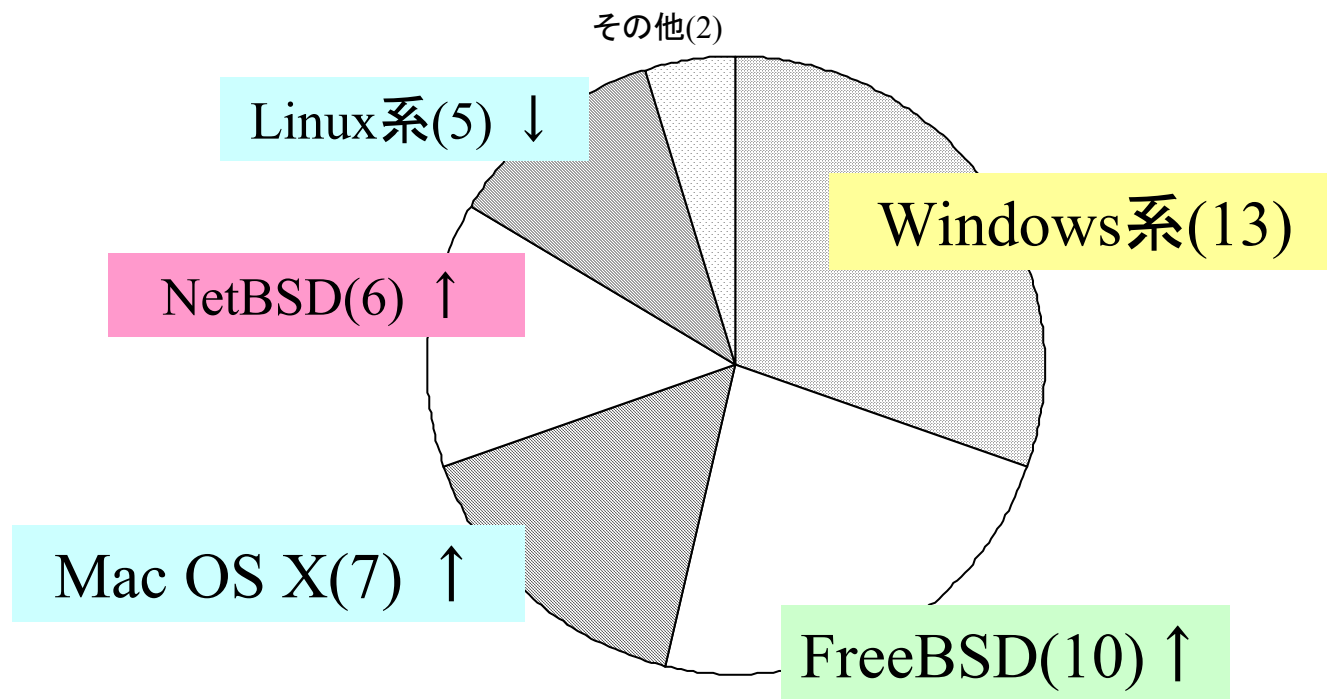 その他(2)
Linux系(5) ↓
Windows系(13)
NetBSD(6) ↑
Mac OS X(7) ↑
FreeBSD(10) ↑